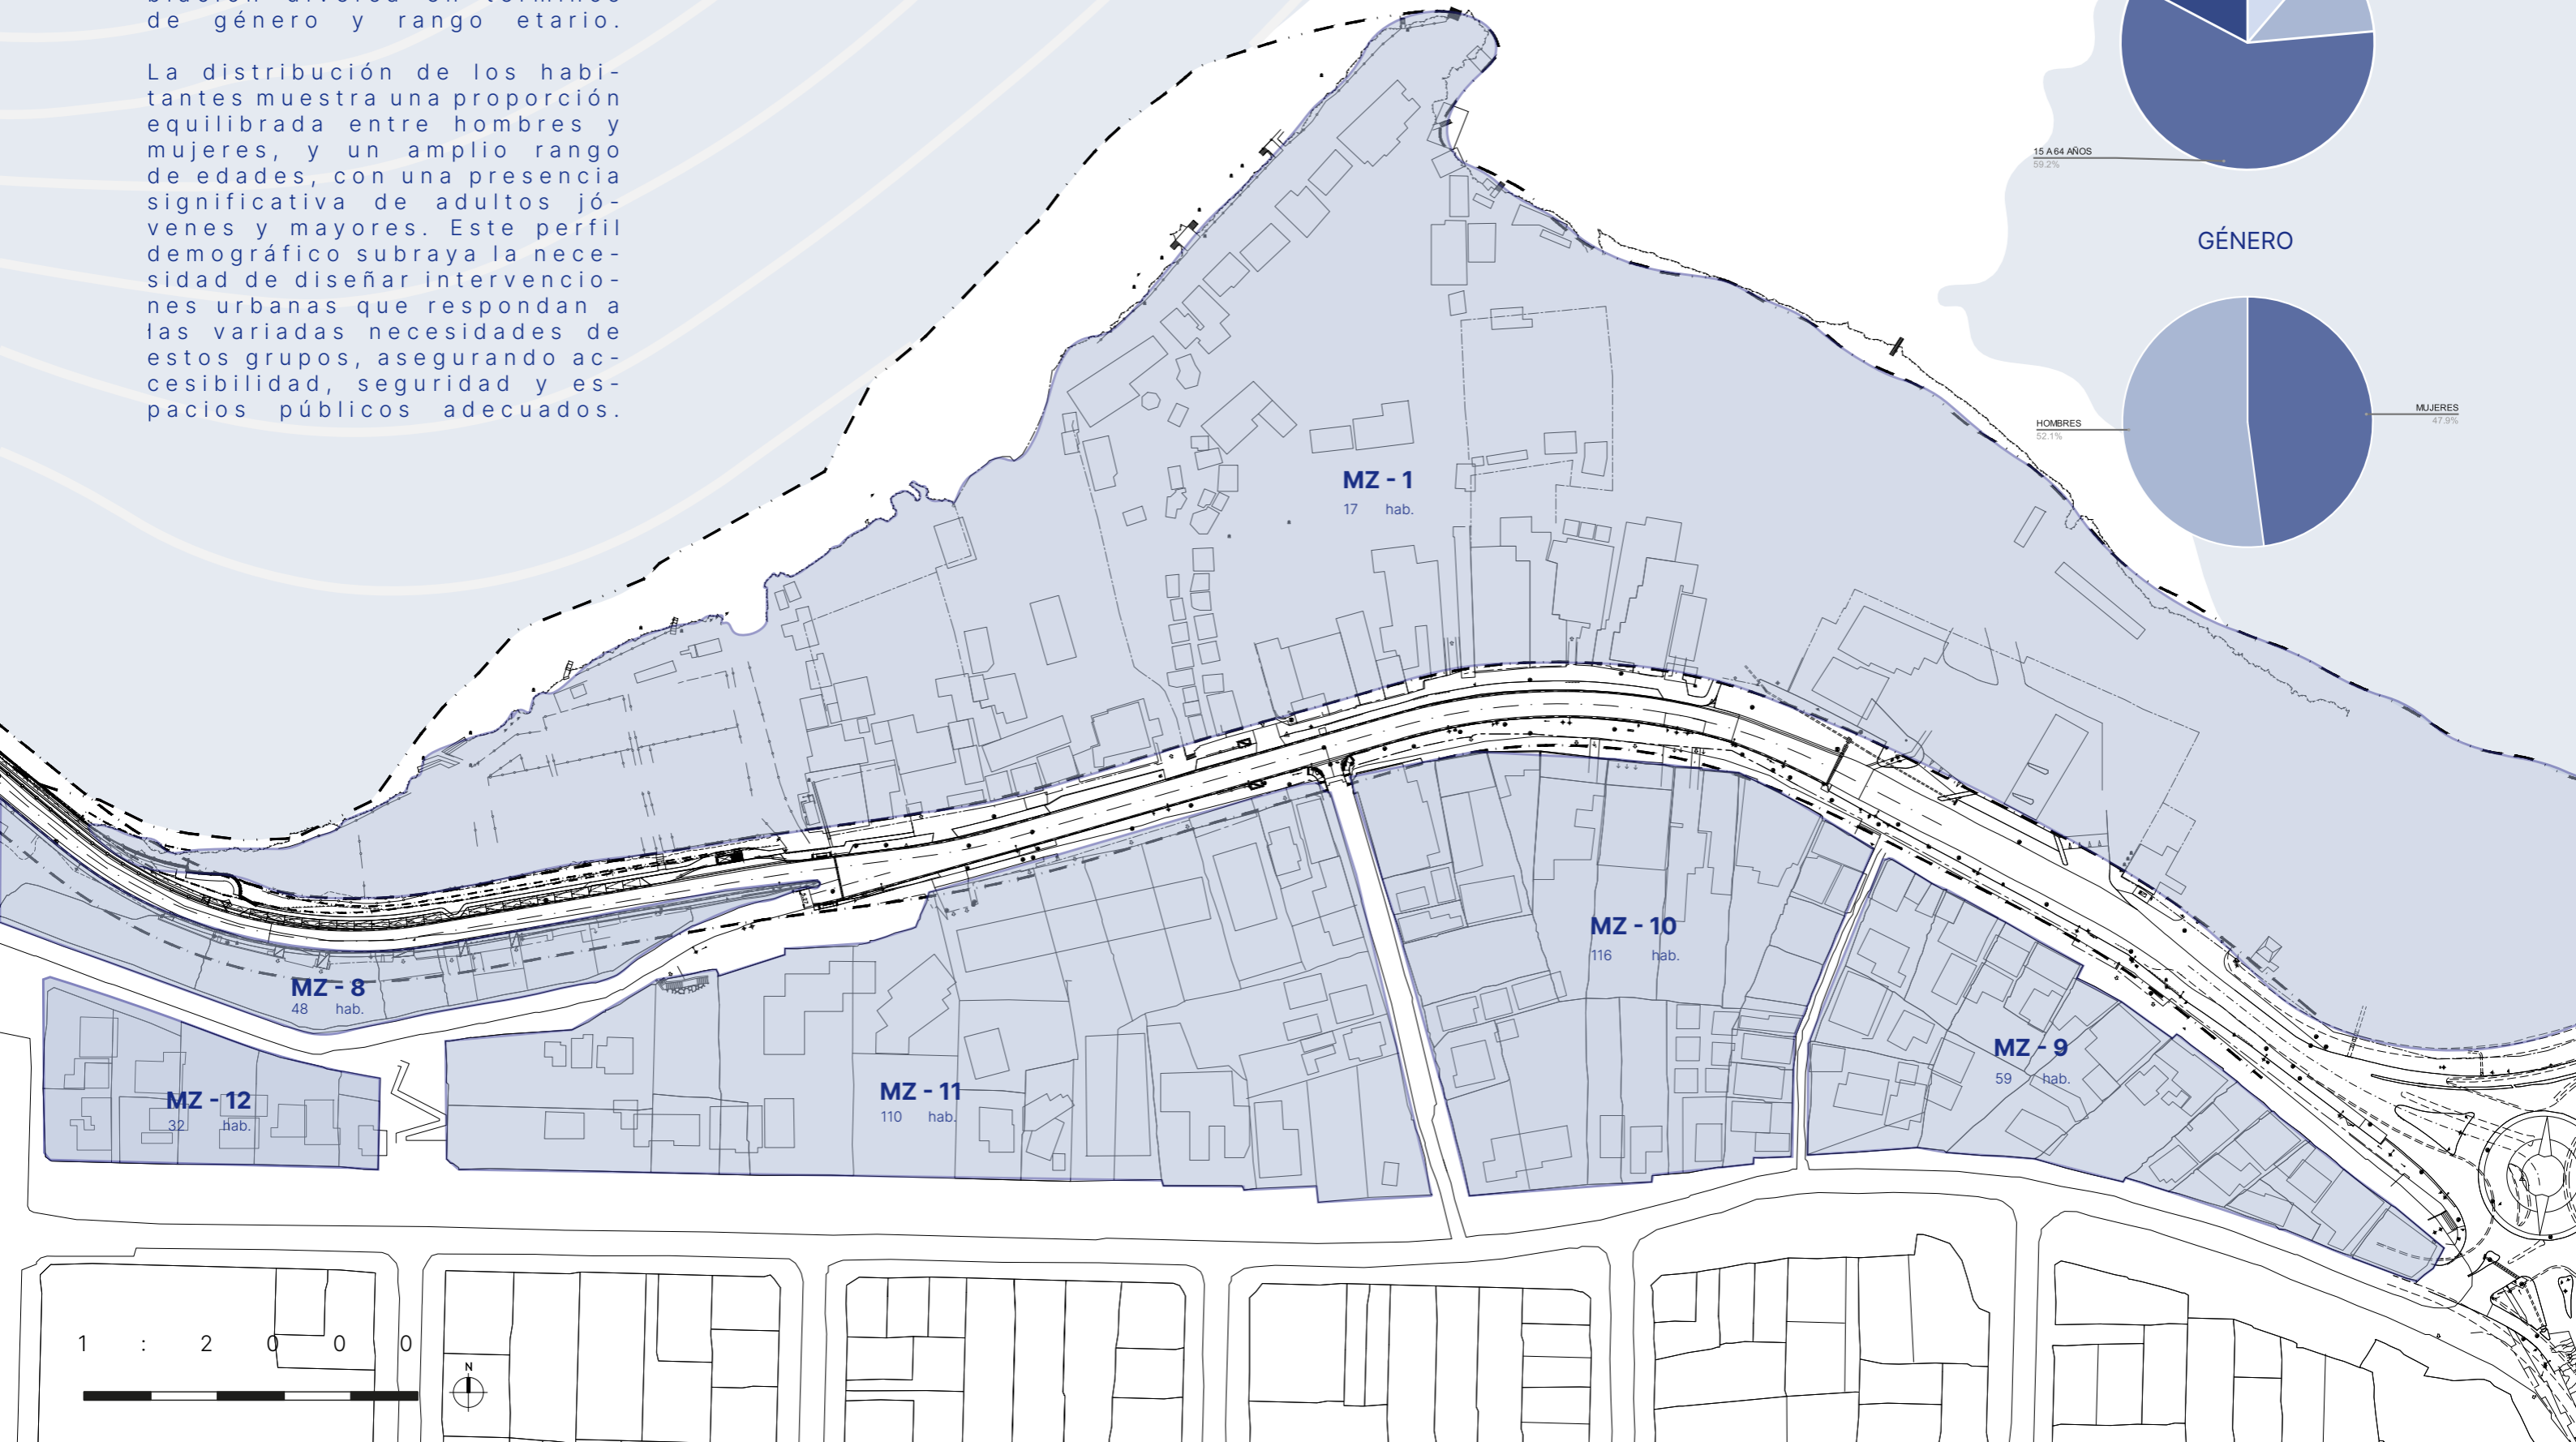 de género y rango etario.
La distribución de los habi-
tantes muestra una proporción
equilibrada entre hombres y
mujeres, y un amplio rango
de edades, con una presencia
significativa de adultos jó-
venes y mayores. Este perfil
demográfico subraya la nece-
sidad de diseñar intervencio-
nes urbanas que respondan a
las variadas necesidades de
estos grupos, asegurando ac-
cesibilidad, seguridad y es-
pacios públicos adecuados.
15 A 64 AÑOS
59.2%
GÉNERO
HOMBRES
52.1%
MUJERES
47.9%
MZ - 1
17 hab.
MZ - 10
116 hab.
MZ - 8
48 hab.
MZ - 9
59 hab.
MZ - 11
110 hab.
MZ - 12
32 hab.
1 : 2 0 0 0
N